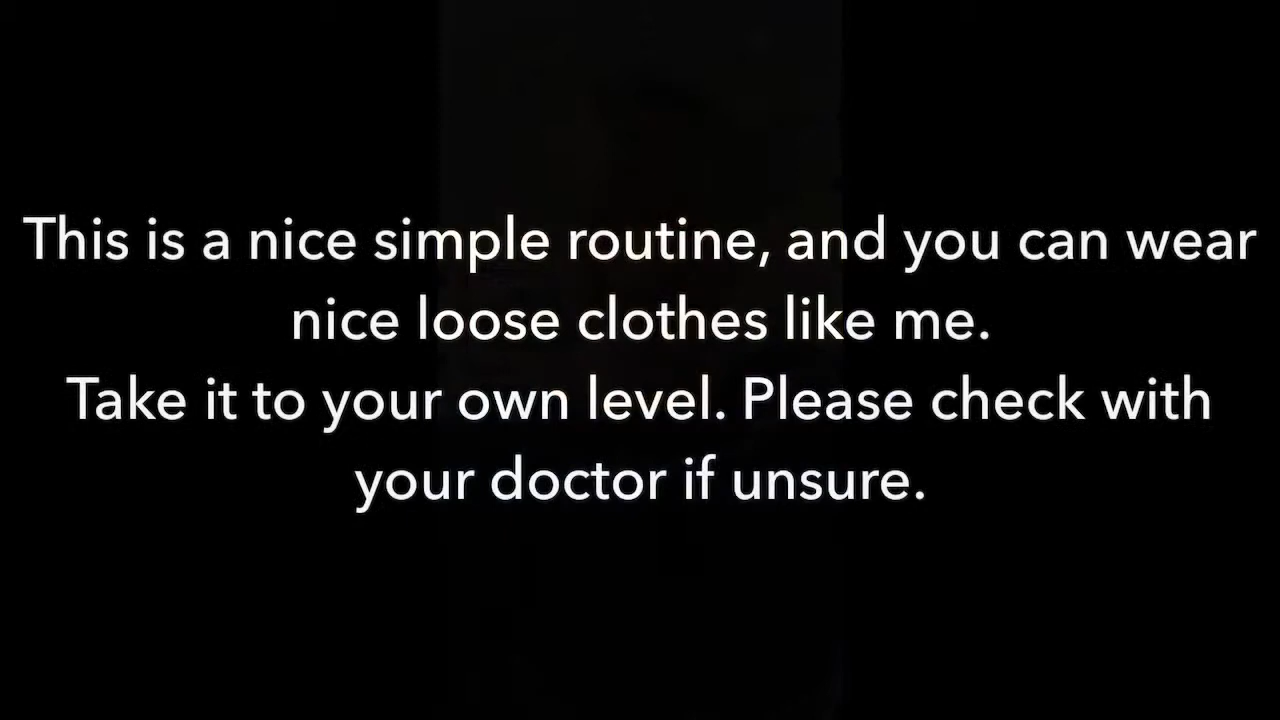 This is a nice simple routine, and you can wear
nice loose clothes like me.
Take it to your own level. Please check with
your doctor if unsure.